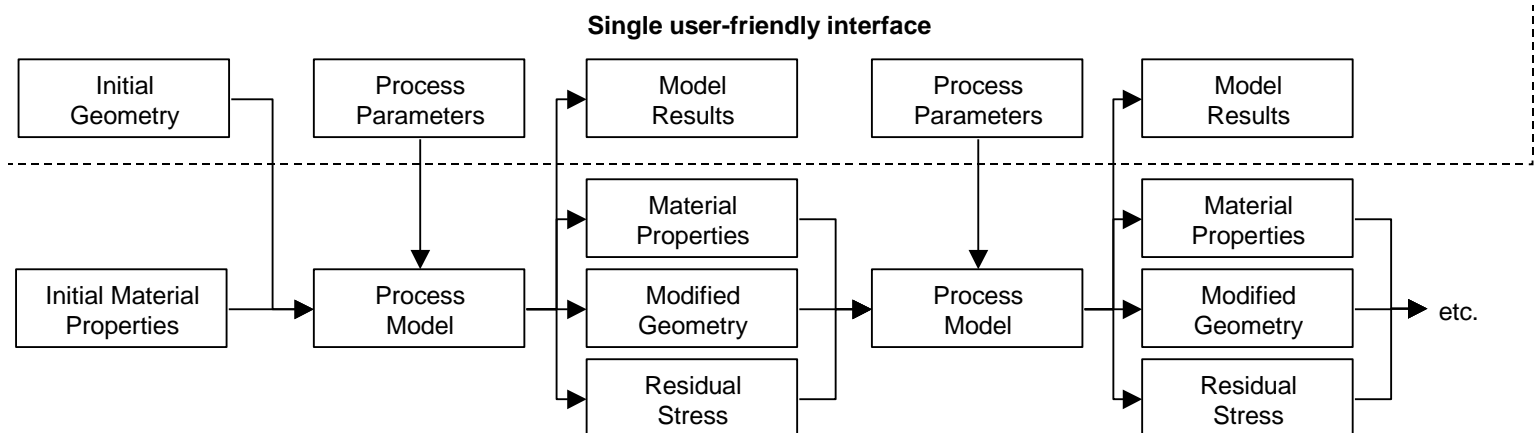 Single user-friendly interface
Initial
Geometry
Process
Parameters
Model
Results
Process
Parameters
Model
Results
Material
Properties
Material
Properties
Initial Material
Properties
Process
Model
Modified
Geometry
Process
Model
Modified
Geometry
etc.
Residual
Stress
Residual
Stress